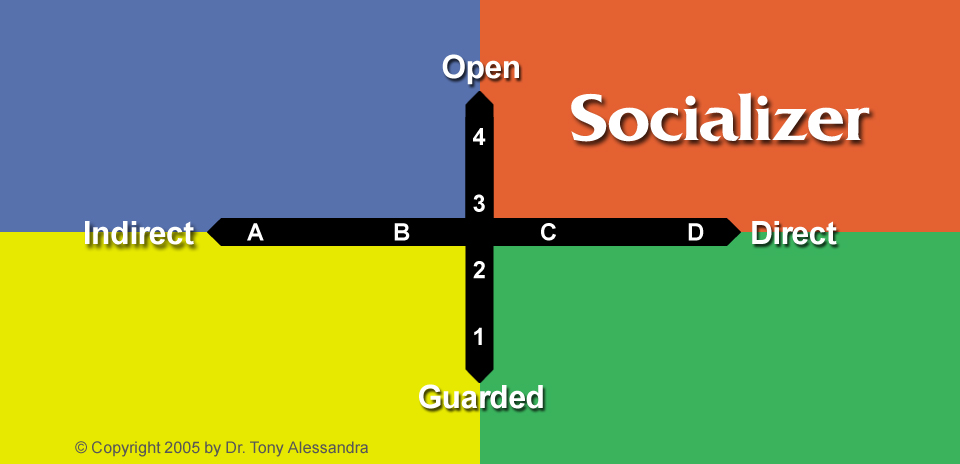 Open
Socializer
4
3
Indirect A B C D Direct
2
1
Guarded
© Copyright 2005 by Dr. Tony Alessandra